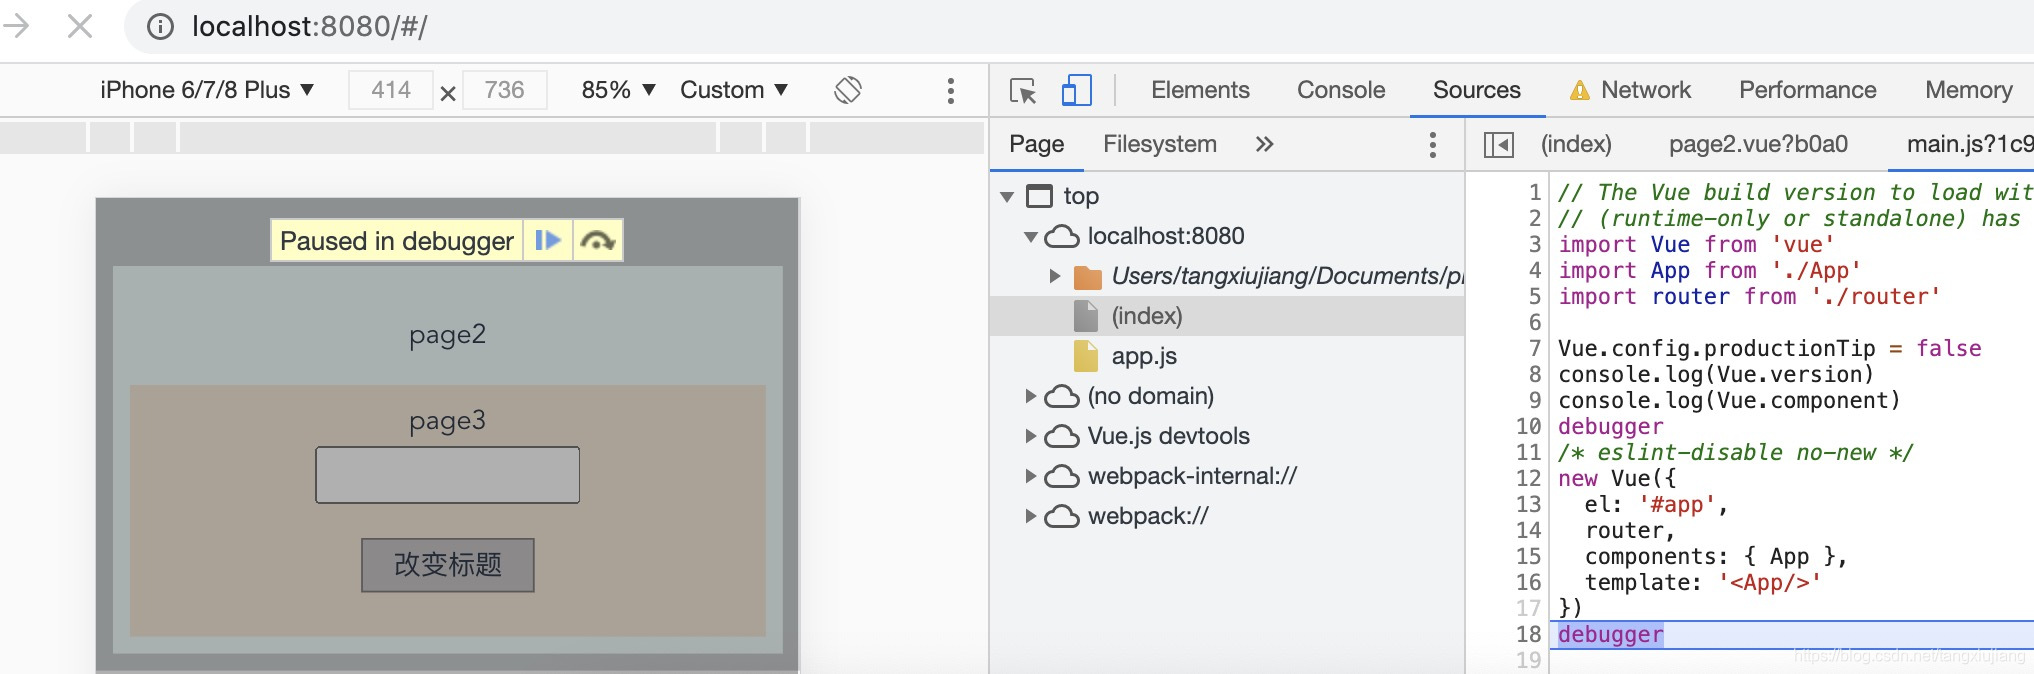 localhost:8080/#/
iPhone 6/7/8 Plus 414 × 736 85% Custom
Elements Console Sources Network Performance Memory
Page Filesystem
(index) page2.vue?b0a0 main.js?1c9
top
localhost:8080
Users/tangxiujiang/Documents/p
(index)
app.js
(no domain)
Vue.js devtools
webpack-internal://
webpack://
Paused in debugger
page2
page3
改变标题
1 // The Vue build version to load wit
2 // (runtime-only or standalone) has
3 import Vue from 'vue'
4 import App from './App'
5 import router from './router'
6
7 Vue.config.productionTip = false
8 console.log(Vue.version)
9 console.log(Vue.component)
10 debugger
11 /* eslint-disable no-new */
12 new Vue({
13 el: '#app',
14 router,
15 components: { App },
16 template: '<App/>'
17 })
18 debugger
19
https://blog.csdn.net/tangxiujiang